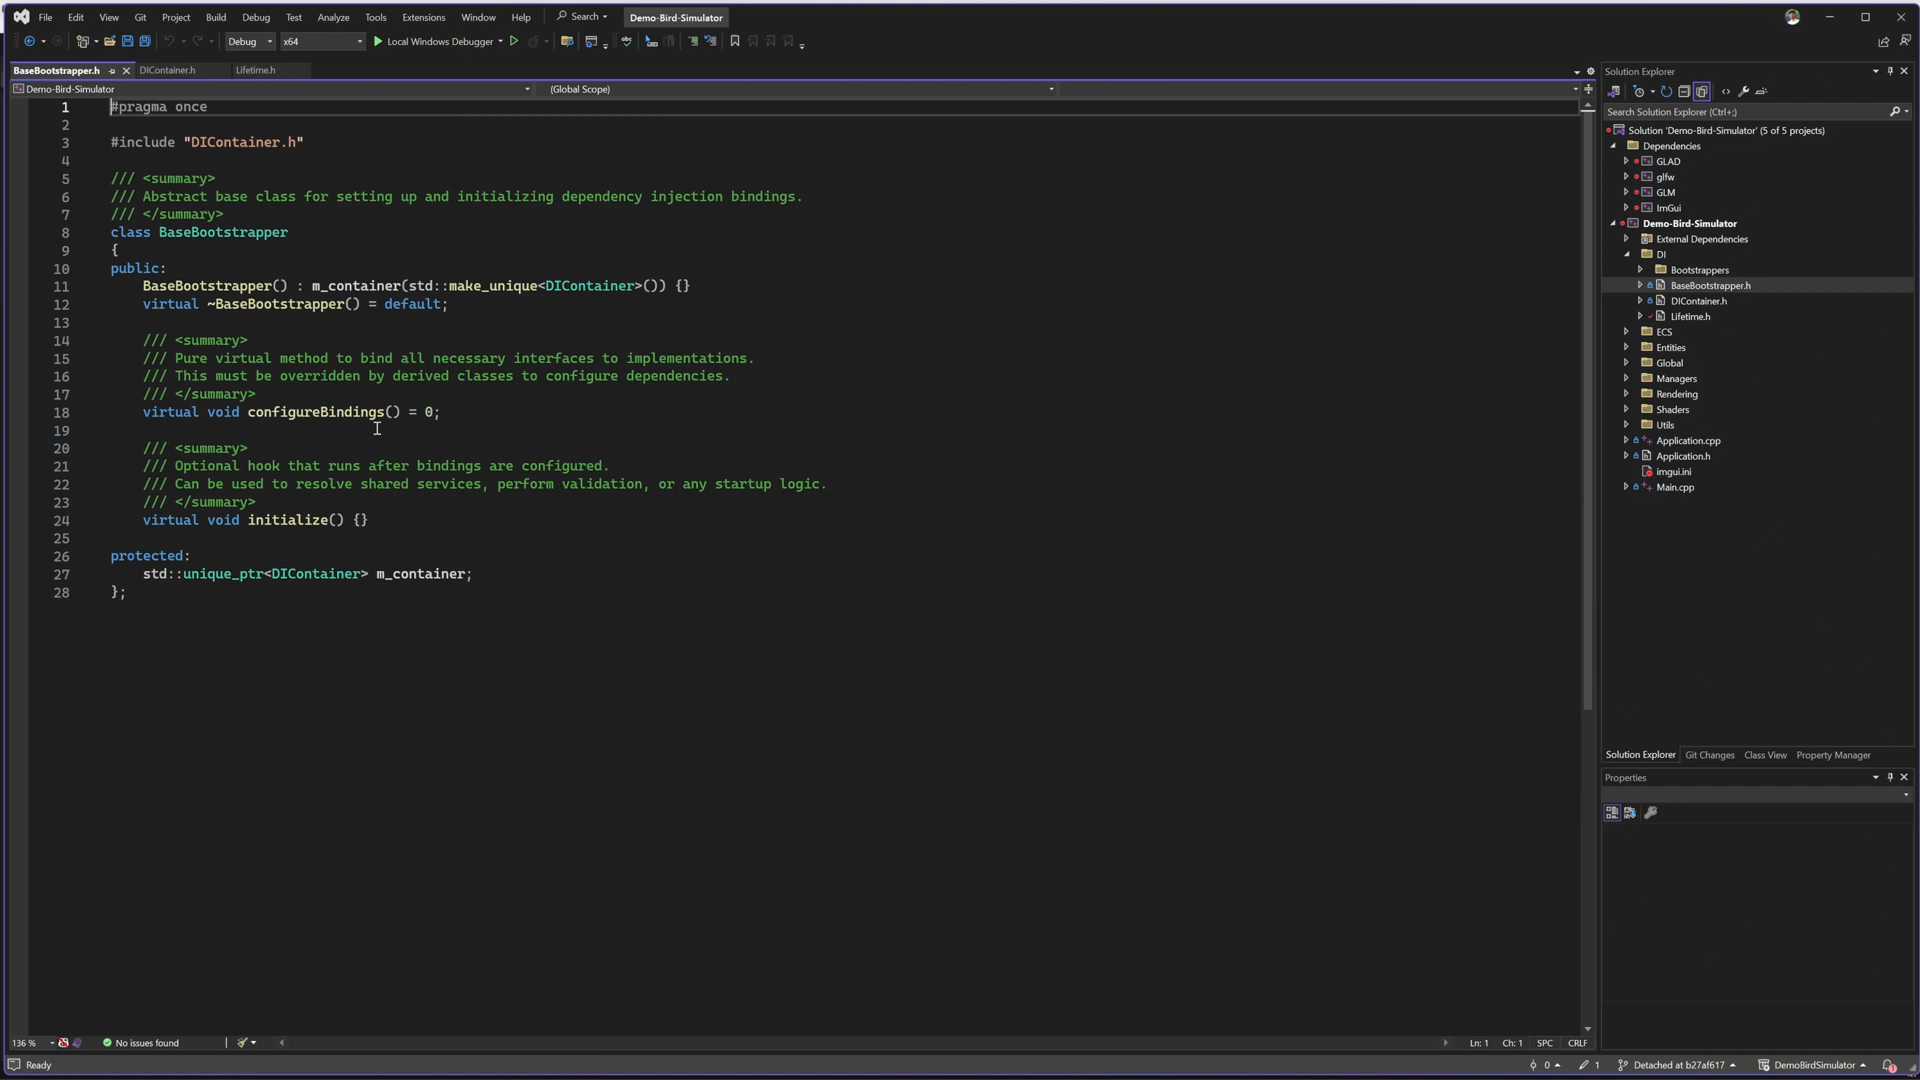 File Edit View Git Project Build Debug Test Analyze Tools Extensions Window Help Search Demo-Bird-Simulator
Debug x64 Local Windows Debugger
BaseBootstrapper.h DIContainer.h Lifetime.h
Demo-Bird-Simulator (Global Scope)
1 #pragma once
2
3 #include "DIContainer.h"
4
5 /// <summary>
6 /// Abstract base class for setting up and initializing dependency injection bindings.
7 /// </summary>
8 class BaseBootstrapper
9 {
10 public:
11 BaseBootstrapper() : m_container(std::make_unique<DIContainer>()) {}
12 virtual ~BaseBootstrapper() = default;
13
14 /// <summary>
15 /// Pure virtual method to bind all necessary interfaces to implementations.
16 /// This must be overridden by derived classes to configure dependencies.
17 /// </summary>
18 virtual void configureBindings() = 0;
19
20 /// <summary>
21 /// Optional hook that runs after bindings are configured.
22 /// Can be used to resolve shared services, perform validation, or any startup logic.
23 /// </summary>
24 virtual void initialize() {}
25
26 protected:
27 std::unique_ptr<DIContainer> m_container;
28 };
Solution Explorer
Search Solution Explorer (Ctrl+;)
Solution 'Demo-Bird-Simulator' (5 of 5 projects)
Dependencies
GLAD
glfw
GLM
ImGui
Demo-Bird-Simulator
External Dependencies
DI
Bootstrappers
BaseBootstrapper.h
DIContainer.h
Lifetime.h
ECS
Entities
Global
Managers
Rendering
Shaders
Utils
Application.cpp
Application.h
imgui.ini
Main.cpp
Solution Explorer Git Changes Class View Property Manager
Properties
136 % No issues found Ln: 1 Ch: 1 SPC CRLF
Ready 0 1 Detached at b27af617 DemoBirdSimulator 1